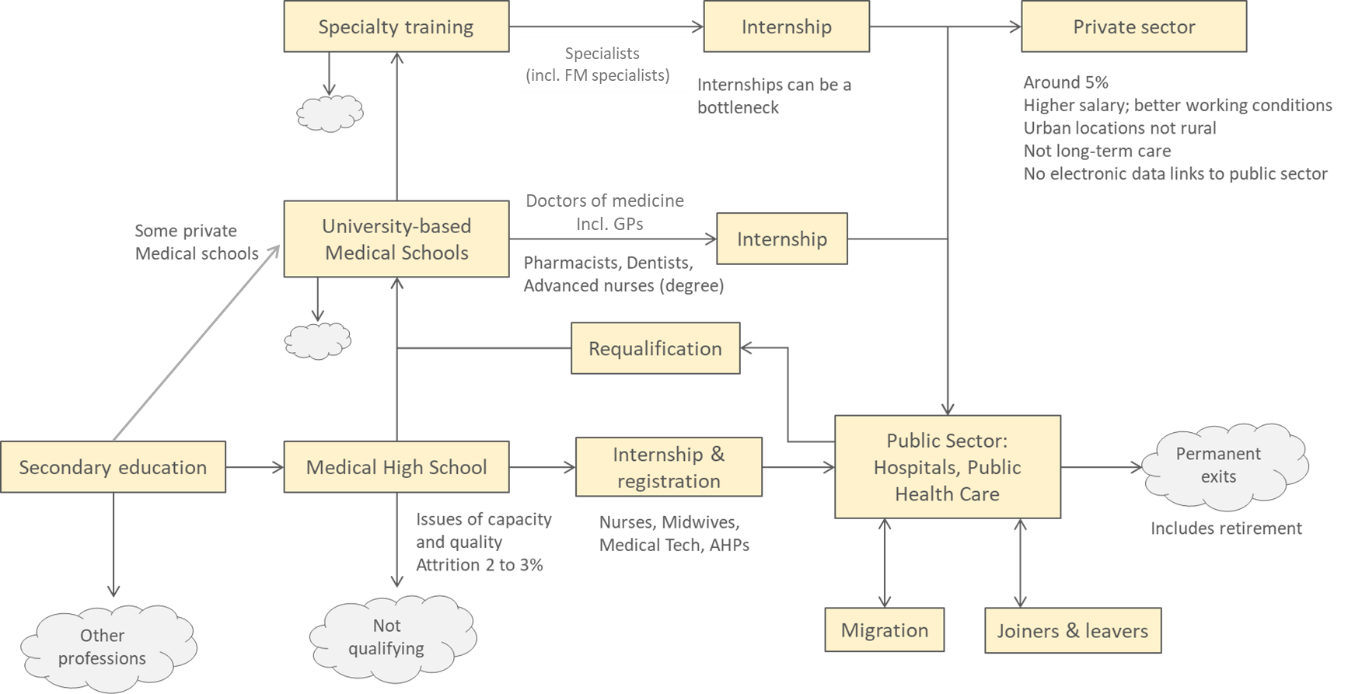 Specialty training
Internship
Private sector
Specialists
(incl. FM specialists)
Internships can be a
bottleneck
Around 5%
Higher salary; better working conditions
Urban locations not rural
Not long-term care
No electronic data links to public sector
Some private
Medical schools
University-based
Medical Schools
Doctors of medicine
Incl. GPs
Internship
Pharmacists, Dentists,
Advanced nurses (degree)
Requalification
Secondary education
Medical High School
Internship &
registration
Public Sector:
Hospitals, Public
Health Care
Permanent
exits
Includes retirement
Issues of capacity
and quality
Attrition 2 to 3%
Nurses, Midwives,
Medical Tech, AHPs
Other
professions
Not
qualifying
Migration
Joiners & leavers